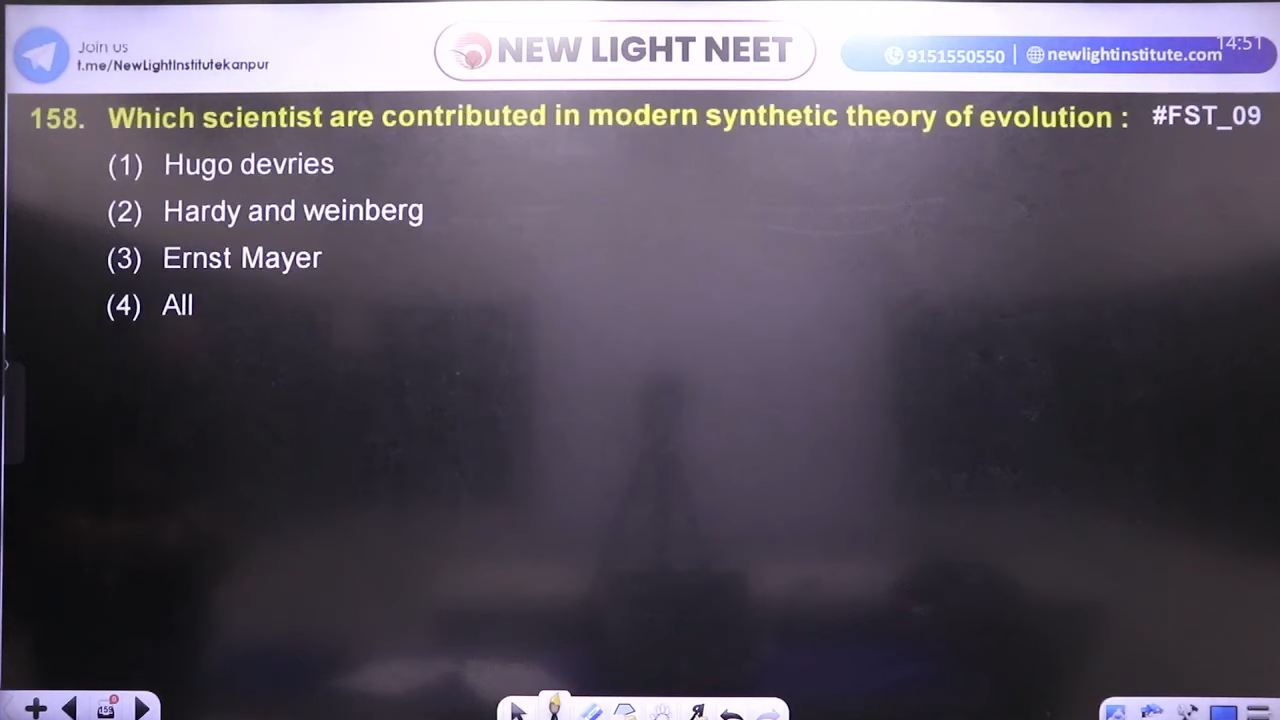 Join us
t.me/NewLightInstitutekanpur
NEW LIGHT NEET
9151550550 | newlightinstitute.com
14:51
158. Which scientist are contributed in modern synthetic theory of evolution : #FST_09
(1) Hugo devries
(2) Hardy and weinberg
(3) Ernst Mayer
(4) All
159